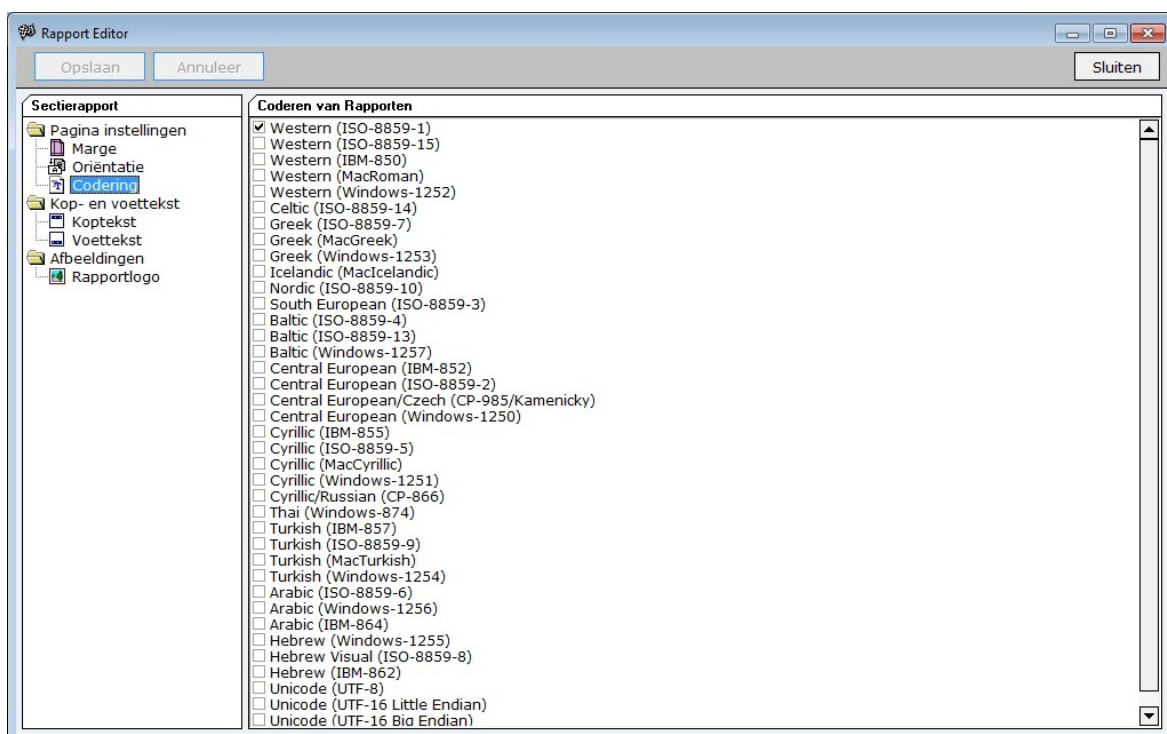 Rapport Editor
Opslaan Annuleer Sluiten
Sectierapport
Pagina instellingen
Marge
Oriëntatie
Codering
Kop- en voettekst
Koptekst
Voettekst
Afbeeldingen
Rapportlogo
Coderen van Rapporten
Western (ISO-8859-1)
Western (ISO-8859-15)
Western (IBM-850)
Western (MacRoman)
Western (Windows-1252)
Celtic (ISO-8859-14)
Greek (ISO-8859-7)
Greek (MacGreek)
Greek (Windows-1253)
Icelandic (MacIcelandic)
Nordic (ISO-8859-10)
South European (ISO-8859-3)
Baltic (ISO-8859-4)
Baltic (ISO-8859-13)
Baltic (Windows-1257)
Central European (IBM-852)
Central European (ISO-8859-2)
Central European/Czech (CP-985/Kamenicky)
Central European (Windows-1250)
Cyrillic (IBM-855)
Cyrillic (ISO-8859-5)
Cyrillic (MacCyrillic)
Cyrillic (Windows-1251)
Cyrillic/Russian (CP-866)
Thai (Windows-874)
Turkish (IBM-857)
Turkish (ISO-8859-9)
Turkish (MacTurkish)
Turkish (Windows-1254)
Arabic (ISO-8859-6)
Arabic (Windows-1256)
Arabic (IBM-864)
Hebrew (Windows-1255)
Hebrew Visual (ISO-8859-8)
Hebrew (IBM-862)
Unicode (UTF-8)
Unicode (UTF-16 Little Endian)
Unicode (UTF-16 Big Endian)